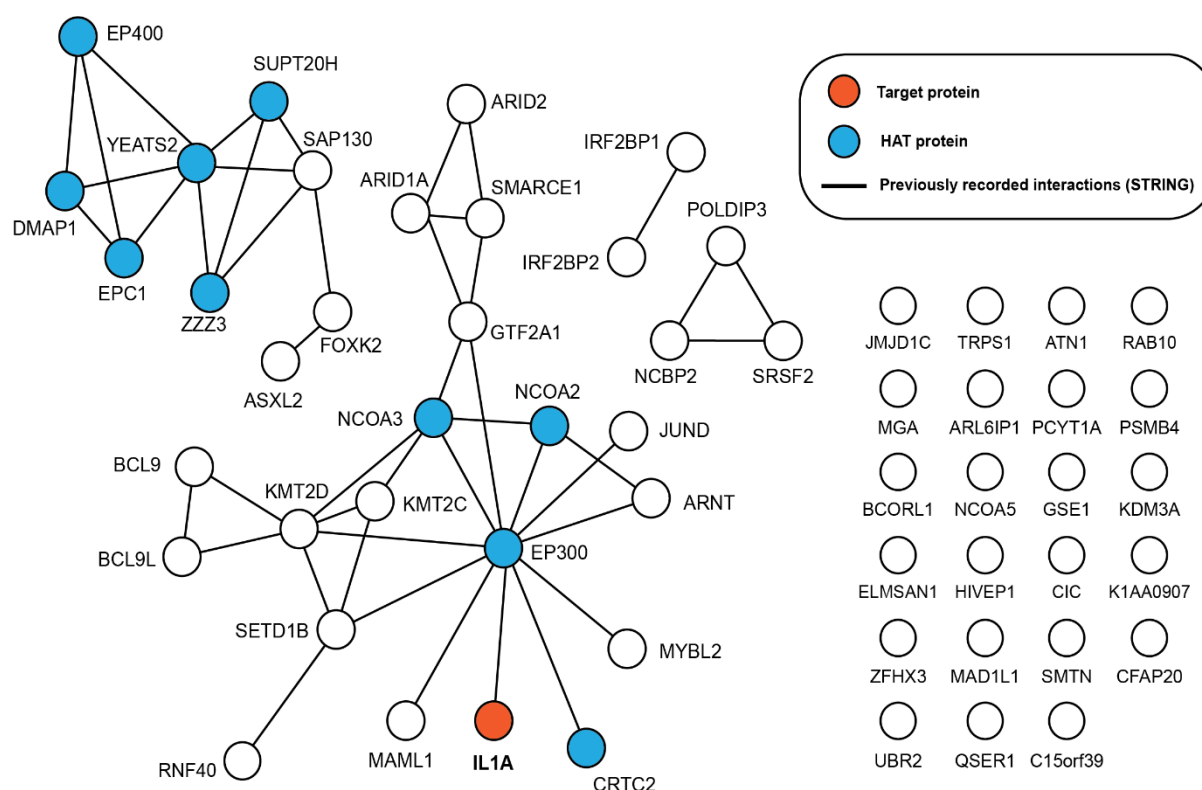 EP400
SUPT20H
YEATS2
SAP130
DMAP1
EPC1
ZZZ3
FOXK2
ASXL2
ARID2
ARID1A
SMARCE1
GTF2A1
IRF2BP1
IRF2BP2
POLDIP3
NCBP2
SRSF2
Target protein
HAT protein
Previously recorded interactions (STRING)
NCOA3
NCOA2
JUND
BCL9
KMT2D
KMT2C
ARNT
BCL9L
EP300
SETD1B
MYBL2
RNF40
MAML1
IL1A
CRTC2
JMJD1C TRPS1 ATN1 RAB10
MGA ARL6IP1 PCYT1A PSMB4
BCORL1 NCOA5 GSE1 KDM3A
ELMSAN1 HIVEP1 CIC K1AA0907
ZFHX3 MAD1L1 SMTN CFAP20
UBR2 QSER1 C15orf39